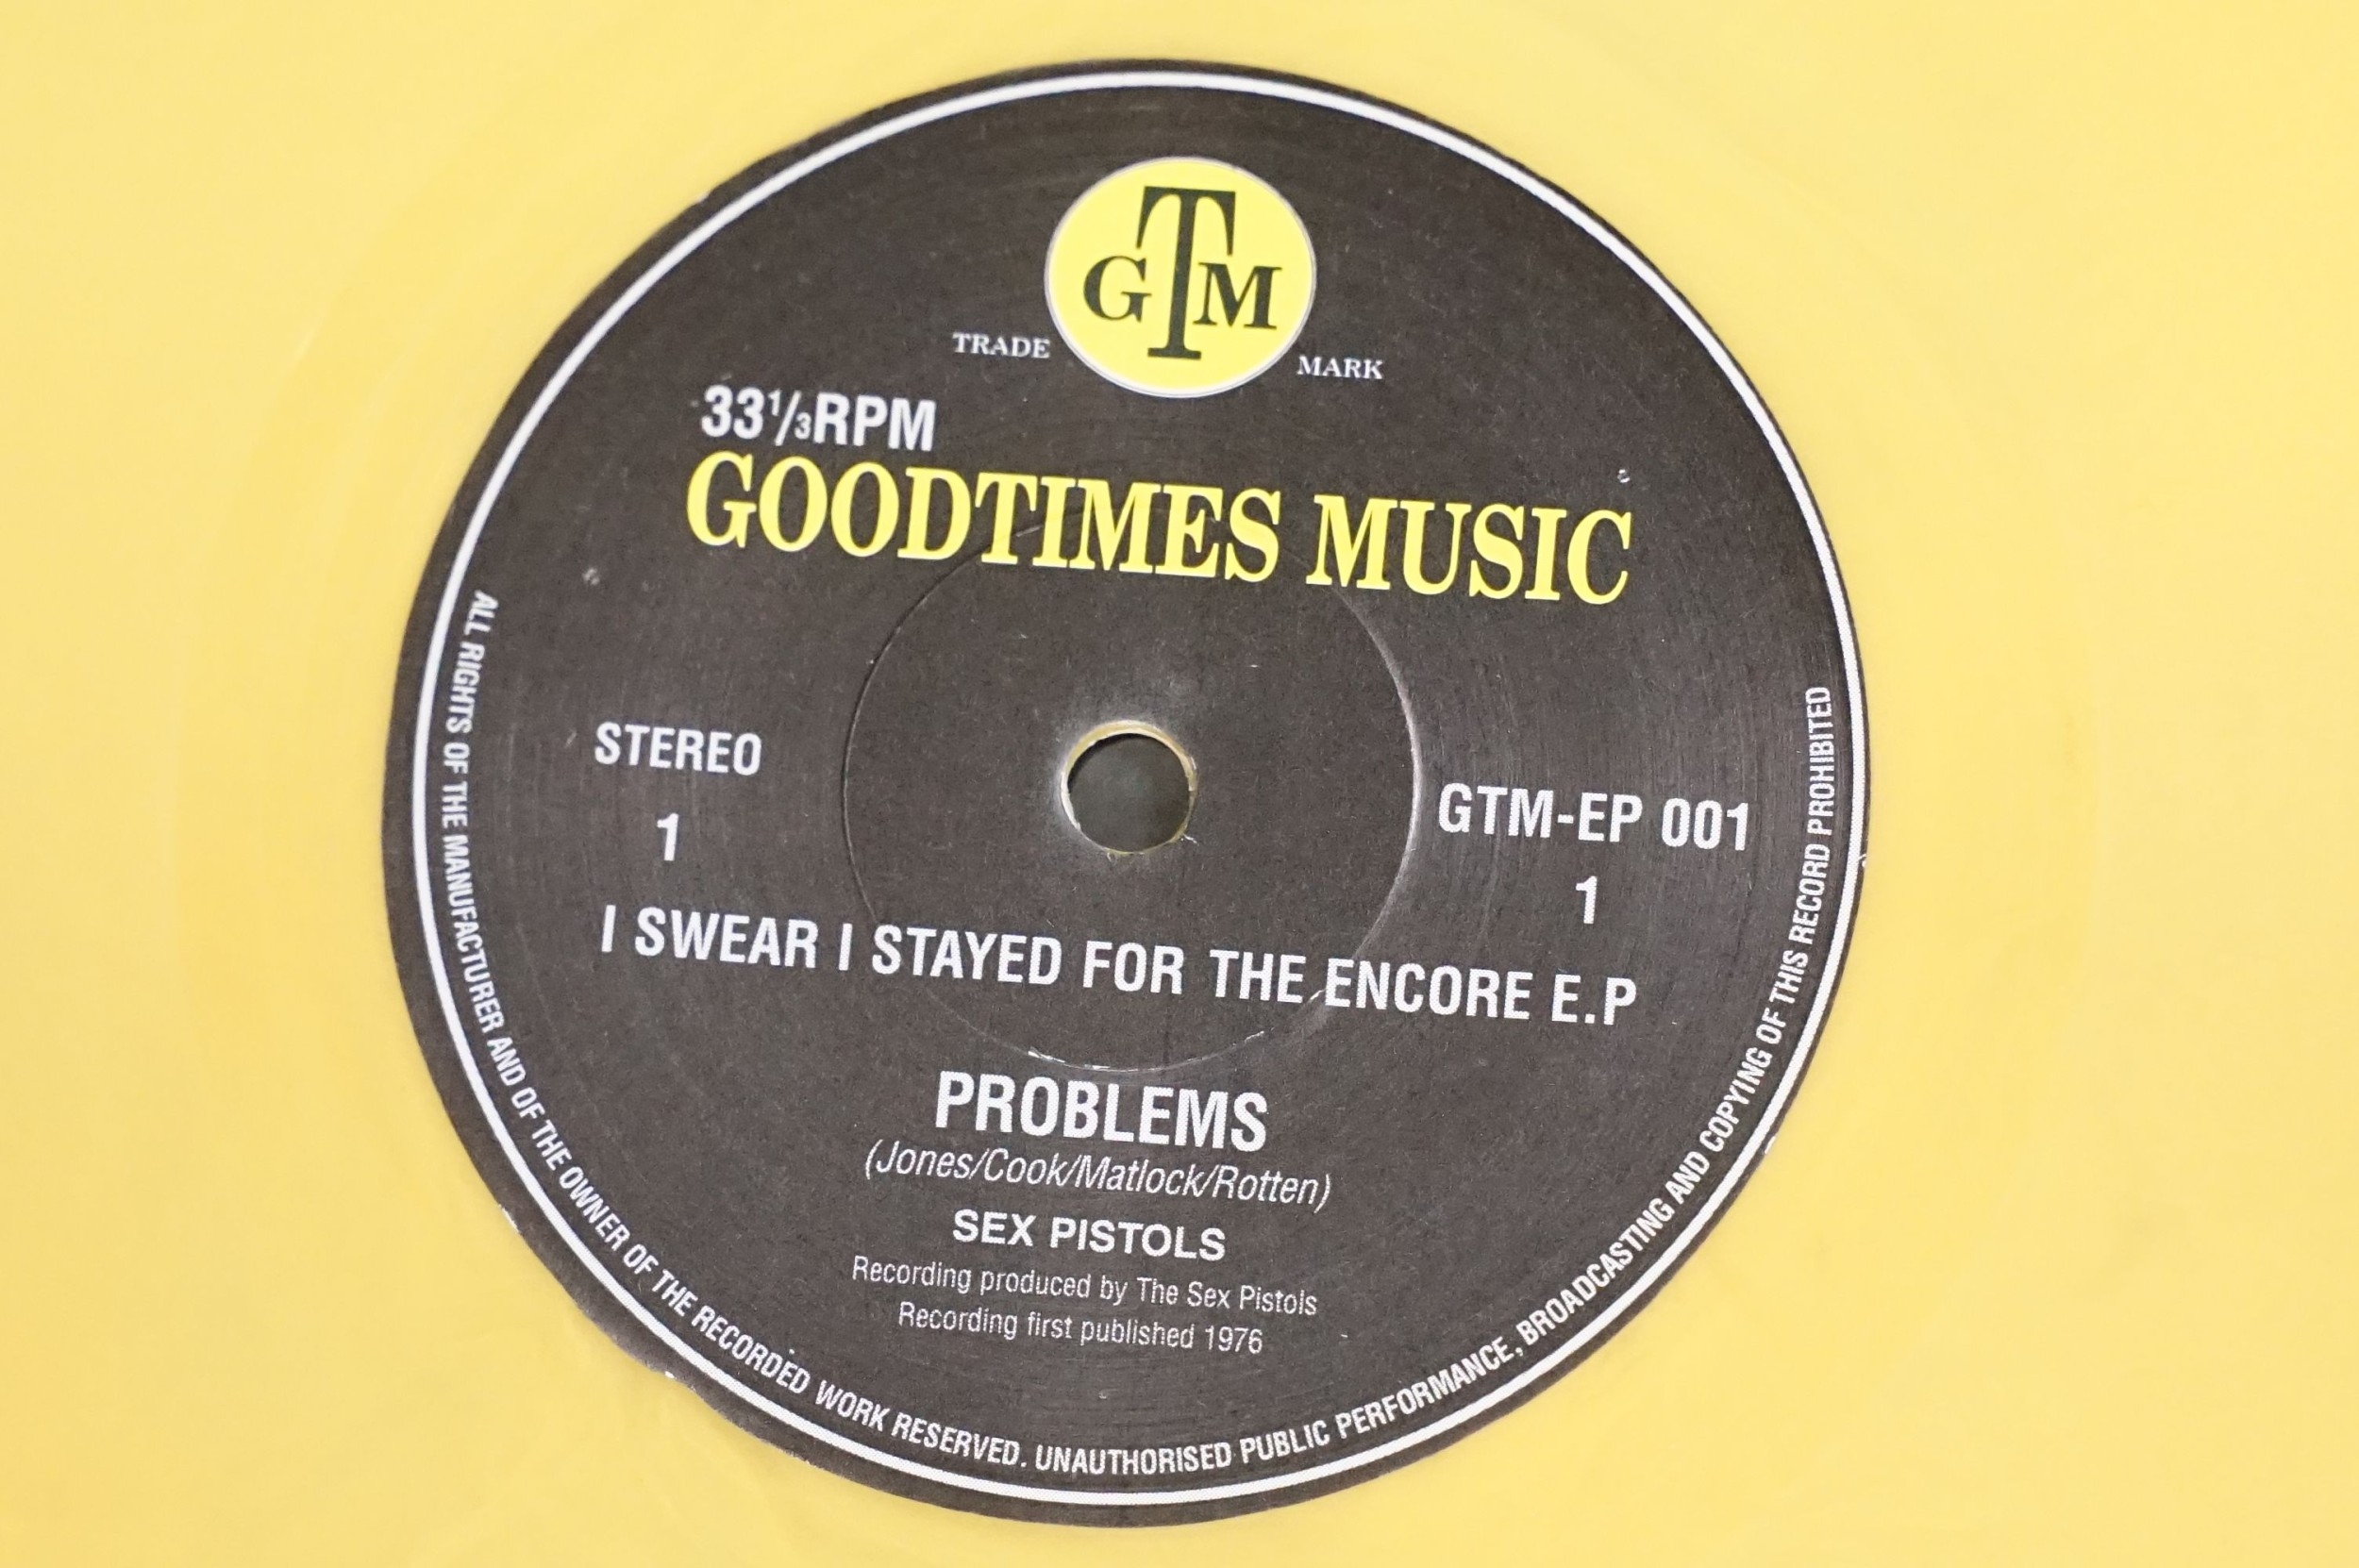 GTM
TRADE MARK
33⅓RPM
GOODTIMES MUSIC
STEREO
1
GTM-EP 001
1
I SWEAR I STAYED FOR THE ENCORE E.P
PROBLEMS
(Jones/Cook/Matlock/Rotten)
SEX PISTOLS
Recording produced by The Sex Pistols
Recording first published 1976
ALL RIGHTS OF THE MANUFACTURER AND OF THE OWNER OF THE RECORDED WORK RESERVED. UNAUTHORISED PUBLIC PERFORMANCE, BROADCASTING AND COPYING OF THIS RECORD PROHIBITED